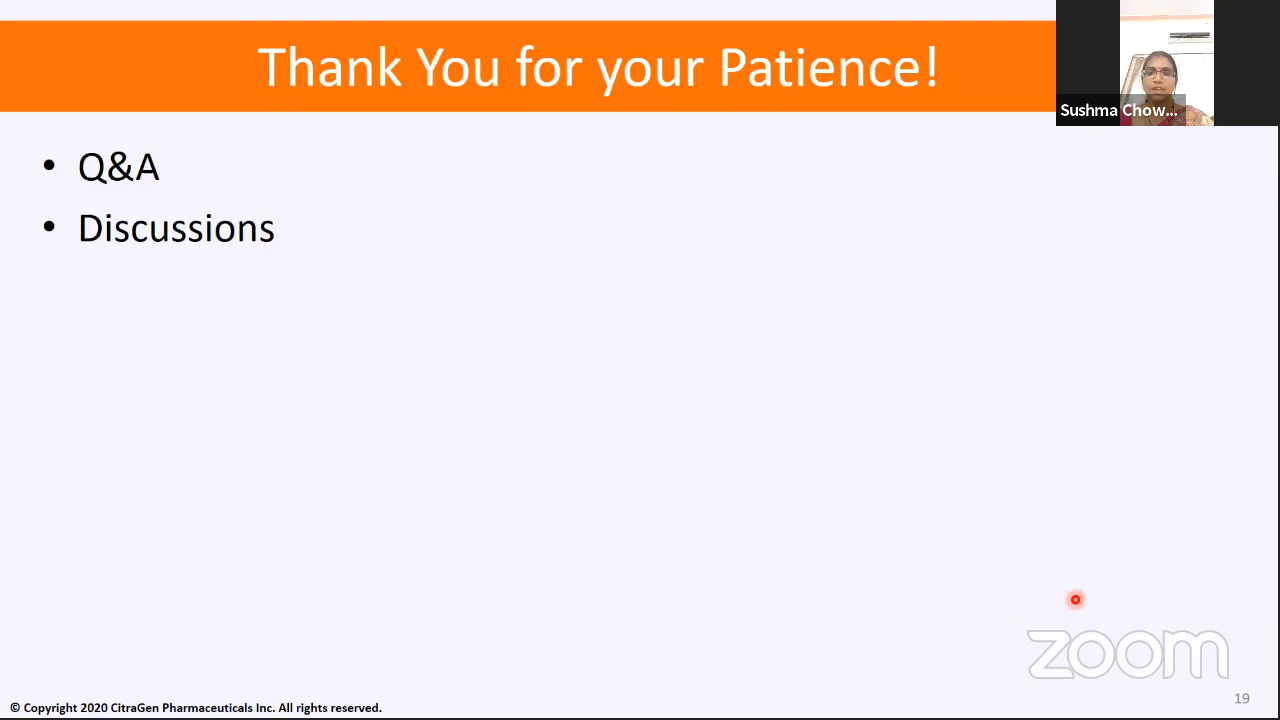 Thank You for your Patience!
Sushma Chow...
• Q&A
• Discussions
zoom
19
© Copyright 2020 CitraGen Pharmaceuticals Inc. All rights reserved.